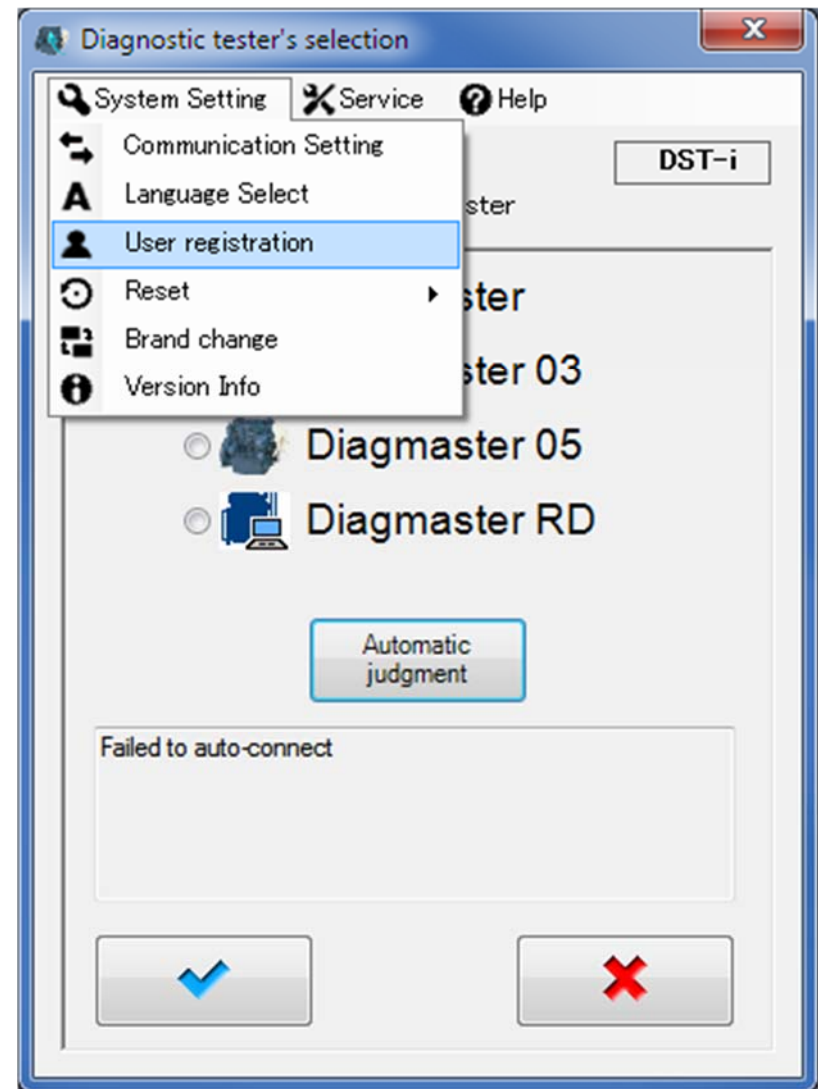 Diagnostic tester's selection
System Setting Service Help
Communication Setting
DST-i
Language Select
ster
User registration
Reset
ster
Brand change
ster 03
Version Info
Diagmaster 05
Diagmaster RD
Automatic
judgment
Failed to auto-connect